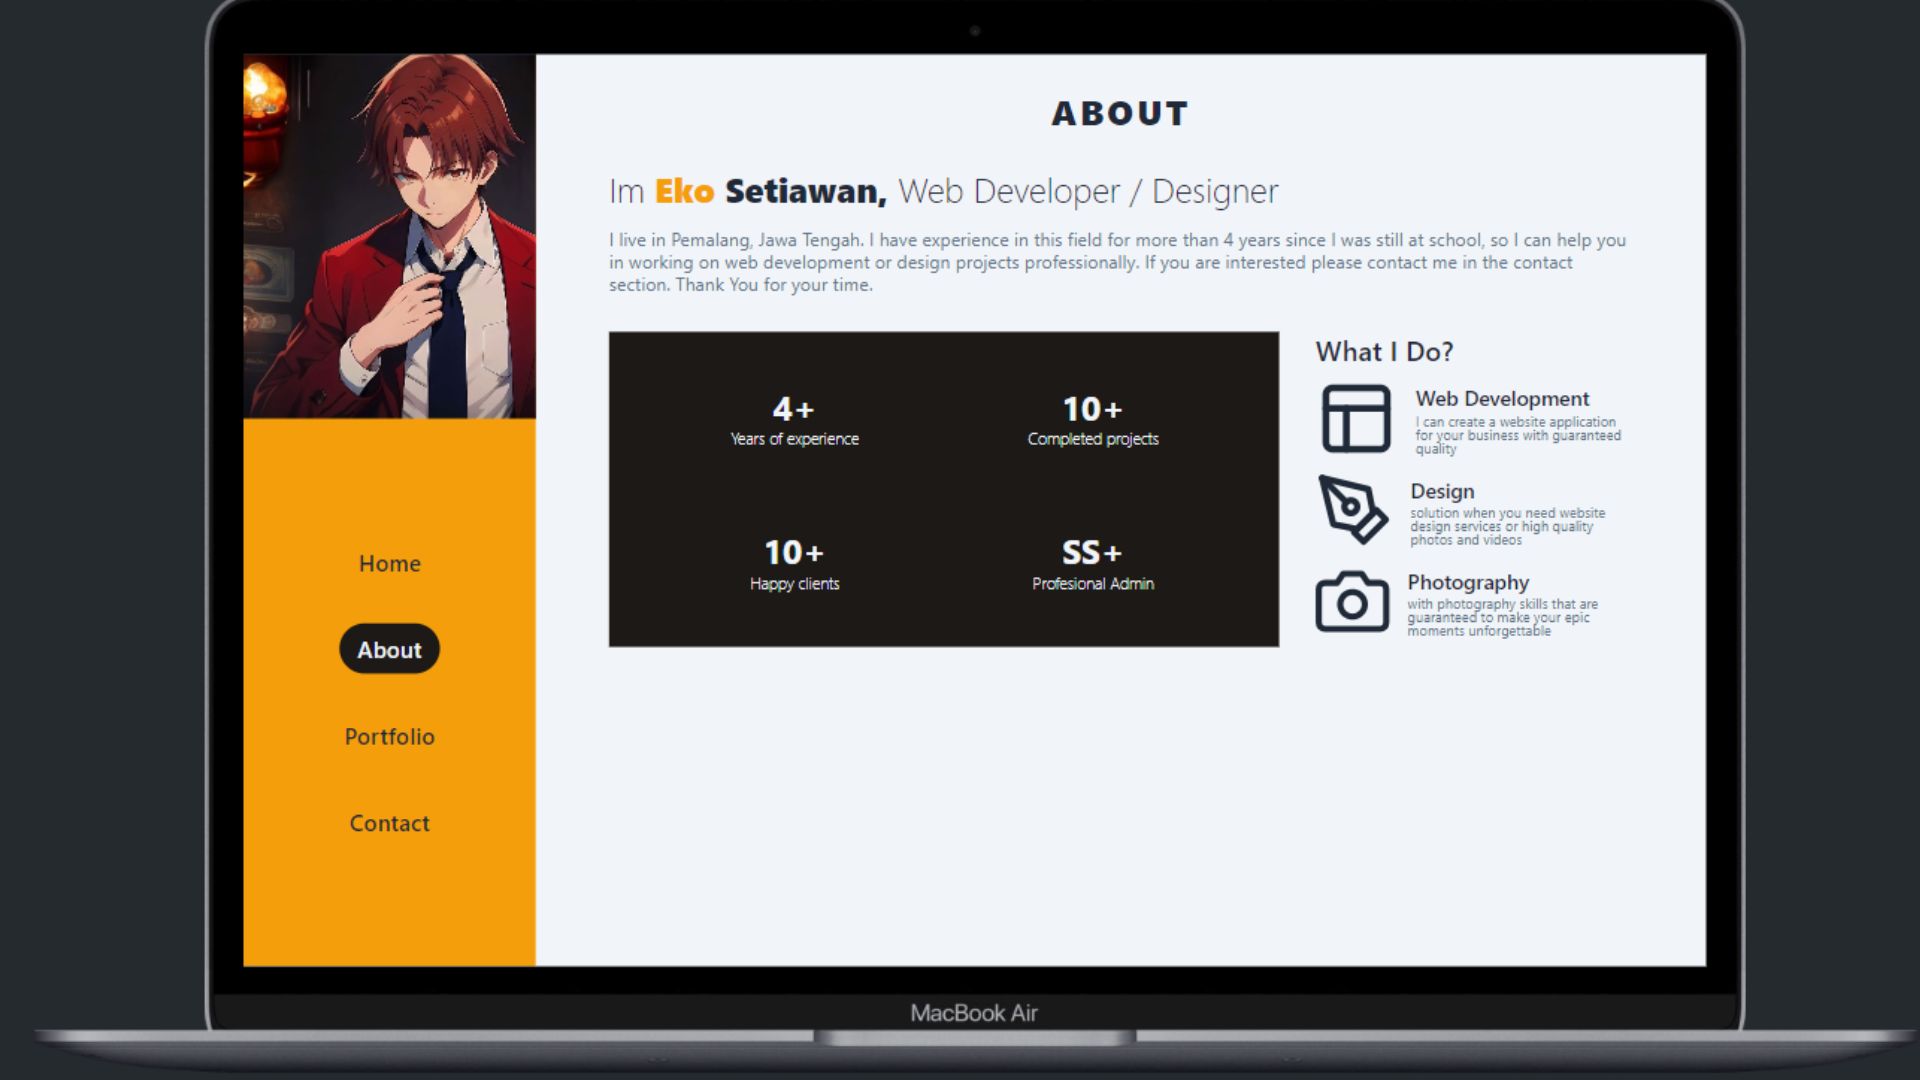 ABOUT
Im Eko Setiawan, Web Developer / Designer
I live in Pemalang, Jawa Tengah. I have experience in this field for more than 4 years since I was still at school, so I can help you
in working on web development or design projects professionally. If you are interested please contact me in the contact
section. Thank You for your time.
4+
Years of experience
10+
Completed projects
10+
Happy clients
SS+
Profesional Admin
What I Do?
Web Development
I can create a website application
for your business with guaranteed
quality
Design
solution when you need website
design services or high quality
photos and videos
Photography
with photography skills that are
guaranteed to make your epic
moments unforgettable
Home
About
Portfolio
Contact
MacBook Air